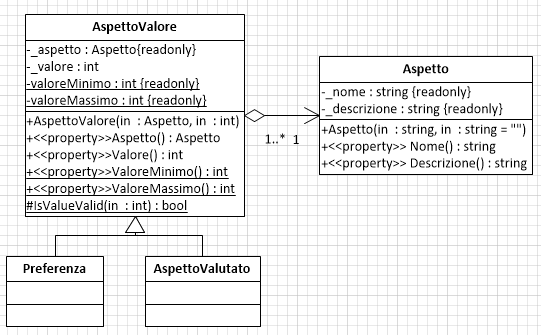 AspettoValore
-_aspetto : Aspetto{readonly}
-_valore : int
-valoreMinimo : int {readonly}
-valoreMassimo : int {readonly}
+AspettoValore(in  : Aspetto, in  : int)
+<<property>>Aspetto() : Aspetto
+<<property>>Valore() : int
+<<property>>ValoreMinimo() : int
+<<property>>ValoreMassimo() : int
#IsValueValid(in  : int) : bool
1..*  1
Aspetto
-_nome : string {readonly}
-_descrizione : string {readonly}
+Aspetto(in  : string, in  : string = "")
+<<property>> Nome() : string
+<<property>> Descrizione() : string
Preferenza
AspettoValutato